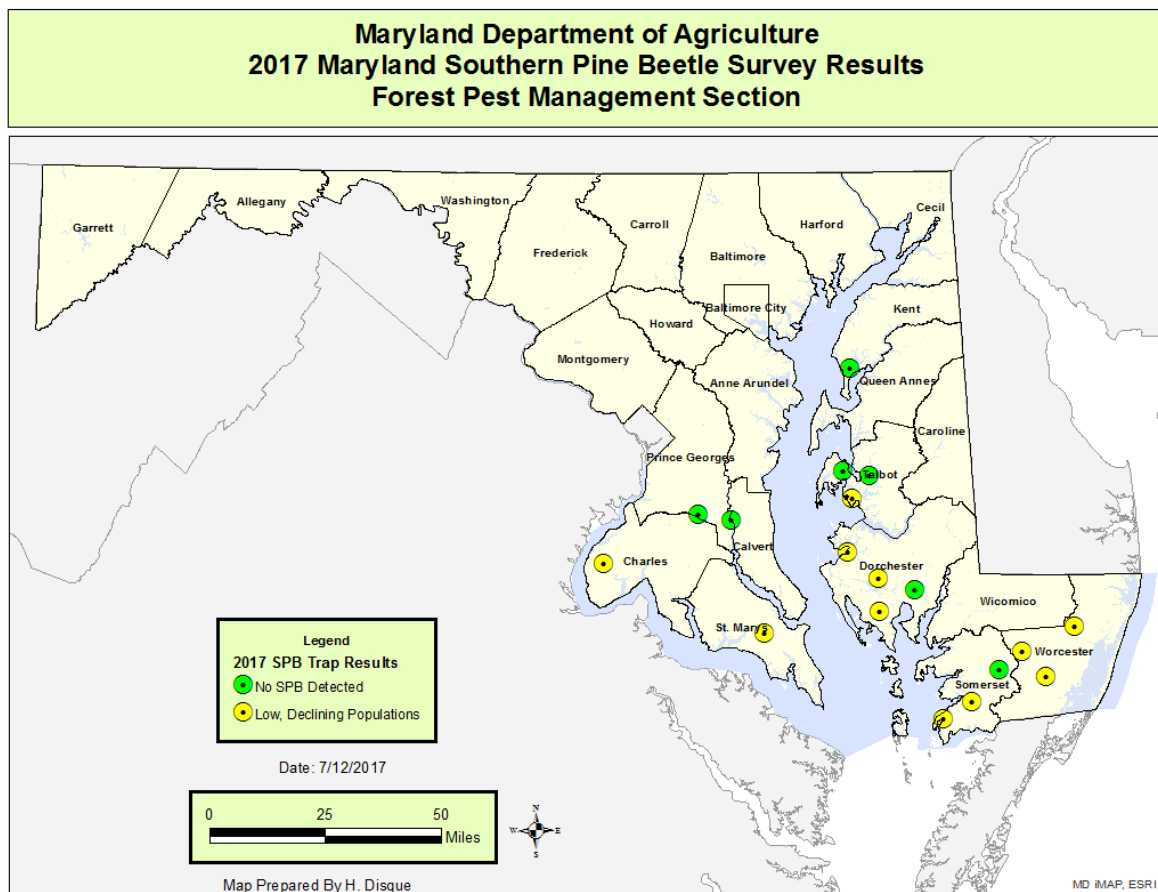 Maryland Department of Agriculture
2017 Maryland Southern Pine Beetle Survey Results
Forest Pest Management Section
Garrett
Allegany
Washington
Frederick
Carroll
Baltimore
Harford
Cecil
Baltimore City
Howard
Kent
Montgomery
Anne Arundel
Queen Annes
Caroline
Prince Georges
Talbot
Charles
Calvert
Dorchester
Wicomico
St. Marys
Worcester
Somerset
Legend
2017 SPB Trap Results
No SPB Detected
Low, Declining Populations
Date: 7/12/2017
0 25 50
Miles
N
W E
S
Map Prepared By H. Disque
MD iMAP, ESRI